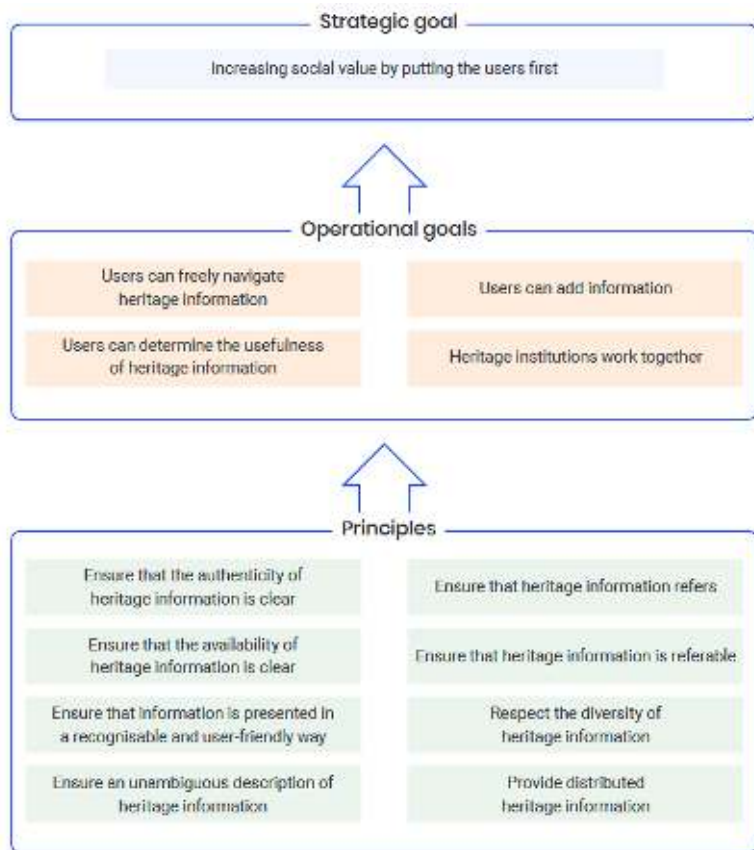 Strategic goal
Increasing social value by putting the users first
Operational goals
Users can freely navigate
heritage information
Users can add information
Users can determine the usefulness
of heritage information
Heritage institutions work together
Principles
Ensure that the authenticity of
heritage information is clear
Ensure that heritage information refers
Ensure that the availability of
heritage information is clear
Ensure that heritage information is referable
Ensure that information is presented in
a recognisable and user-friendly way
Respect the diversity of
heritage information
Ensure an unambiguous description of
heritage information
Provide distributed
heritage information